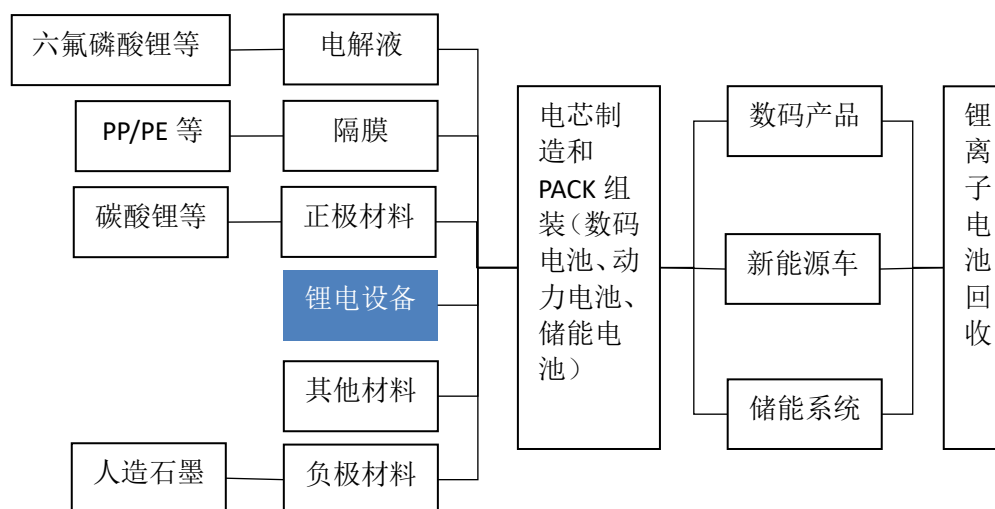 六氟磷酸锂等
电解液
PP/PE 等
隔膜
碳酸锂等
正极材料
锂电设备
其他材料
人造石墨
负极材料
电芯制
造和
PACK 组
装（数码
电池、动
力电池、
储能电
池）
数码产品
新能源车
储能系统
锂
离
子
电
池
回
收